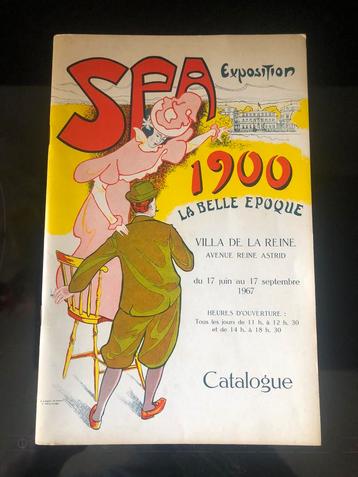 SPA
Exposition
1900
LA BELLE EPOQUE
VILLA DE LA REINE
AVENUE REINE ASTRID
du 17 juin au 17 septembre
1967
HEURES D'OUVERTURE :
Tous les jours de 11 h. à 12 h. 30
et de 14 h. à 18 h. 30
Catalogue